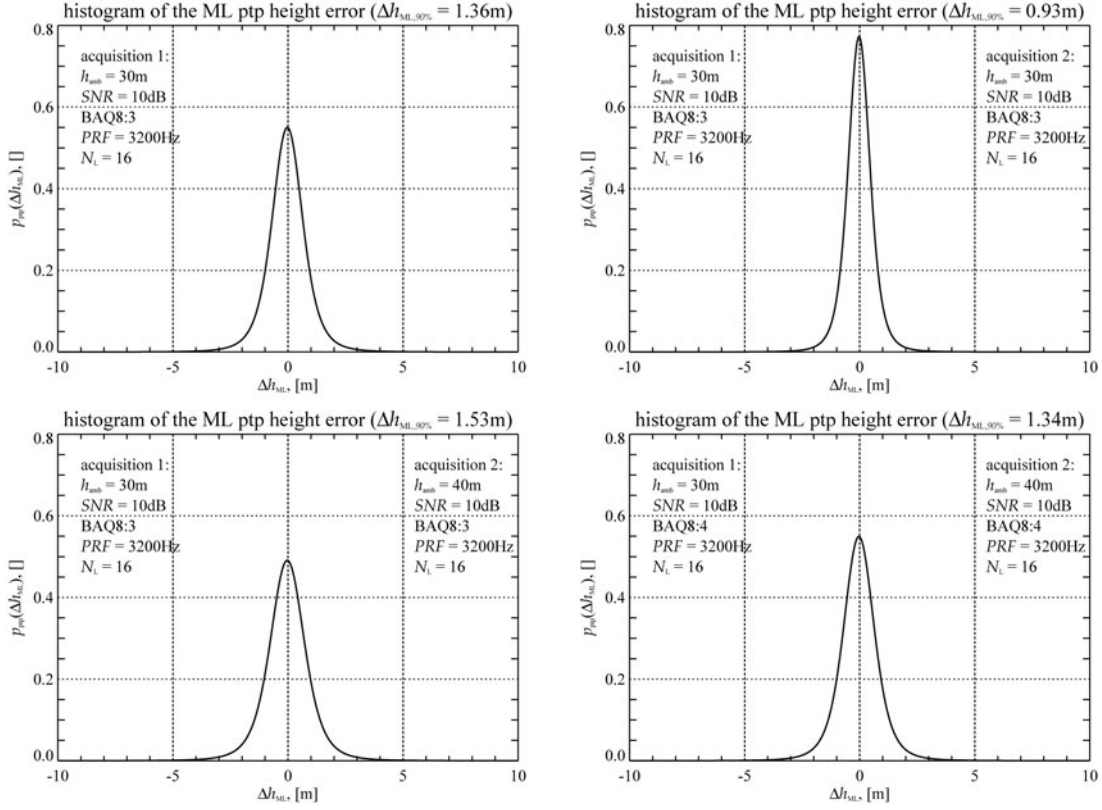 histogram of the ML ptp height error (Δh_ML,90% = 1.36m)
0.8
0.6
0.4
0.2
0.0
p_ptp(Δh_ML), []
acquisition 1:
h_amb = 30m
SNR = 10dB
BAQ8:3
PRF = 3200Hz
N_L = 16
-10 -5 0 5 10
Δh_ML, [m]
histogram of the ML ptp height error (Δh_ML,90% = 0.93m)
0.8
0.6
0.4
0.2
0.0
p_ptp(Δh_ML), []
acquisition 1:
h_amb = 30m
SNR = 10dB
BAQ8:3
PRF = 3200Hz
N_L = 16
acquisition 2:
h_amb = 30m
SNR = 10dB
BAQ8:3
PRF = 3200Hz
N_L = 16
-10 -5 0 5 10
Δh_ML, [m]
histogram of the ML ptp height error (Δh_ML,90% = 1.53m)
0.8
0.6
0.4
0.2
0.0
p_ptp(Δh_ML), []
acquisition 1:
h_amb = 30m
SNR = 10dB
BAQ8:3
PRF = 3200Hz
N_L = 16
acquisition 2:
h_amb = 40m
SNR = 10dB
BAQ8:3
PRF = 3200Hz
N_L = 16
-10 -5 0 5 10
Δh_ML, [m]
histogram of the ML ptp height error (Δh_ML,90% = 1.34m)
0.8
0.6
0.4
0.2
0.0
p_ptp(Δh_ML), []
acquisition 1:
h_amb = 30m
SNR = 10dB
BAQ8:4
PRF = 3200Hz
N_L = 16
acquisition 2:
h_amb = 40m
SNR = 10dB
BAQ8:4
PRF = 3200Hz
N_L = 16
-10 -5 0 5 10
Δh_ML, [m]